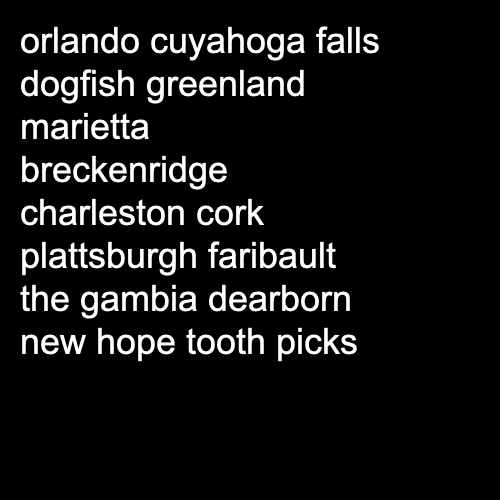 orlando cuyahoga falls
dogfish greenland
marietta
breckenridge
charleston cork
plattsburgh faribault
the gambia dearborn
new hope tooth picks